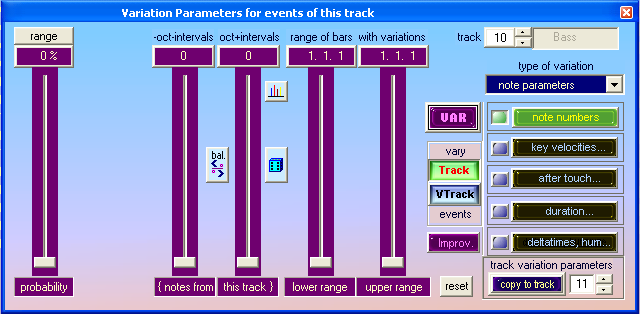 Variation Parameters for events of this track
range
-oct-intervals
oct+intervals
range of bars
with variations
track
10
Bass
0 %
0
0
1. 1. 1
1. 1. 1
type of variation
note parameters
VAR
note numbers
vary
key velocities...
bal.
Track
after touch...
VTrack
events
duration...
Improv.
deltatimes, hum...
track variation parameters
probability
{ notes from
this track }
lower range
upper range
reset
copy to track
11